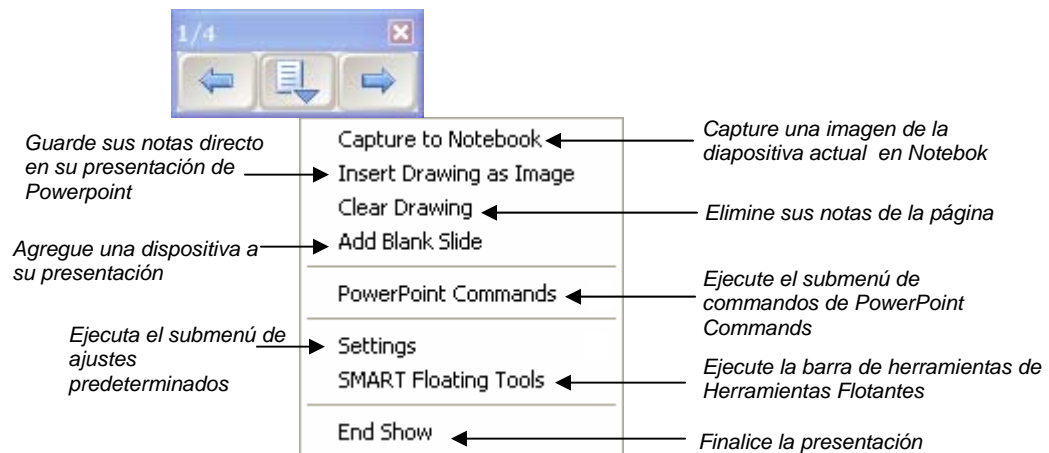 1/4
Capture to Notebook
Insert Drawing as Image
Clear Drawing
Add Blank Slide
PowerPoint Commands
Settings
SMART Floating Tools
End Show
Guarde sus notas directo
en su presentación de
Powerpoint
Agregue una dispositiva a
su presentación
Ejecuta el submenú de
ajustes
predeterminados
Capture una imagen de la
diapositiva actual en Notebok
Elimine sus notas de la página
Ejecute el submenú de
commandos de PowerPoint
Commands
Ejecute la barra de herramientas de
Herramientas Flotantes
Finalice la presentación